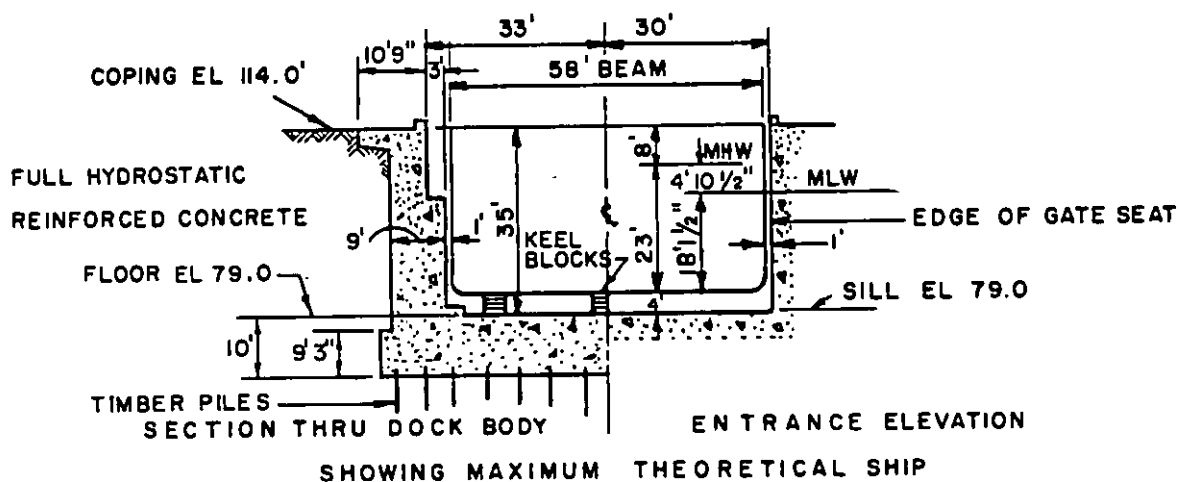 33'
30'
10'9"
3'
58' BEAM
COPING EL 114.0'
8'
MHW
4' 10 1/2"
MLW
FULL HYDROSTATIC
REINFORCED CONCRETE
9'
1'
35'
℄
KEEL
BLOCKS
23'
18' 1 1/2"
EDGE OF GATE SEAT
1'
FLOOR EL 79.0
4'
SILL EL 79.0
10'
9'3"
TIMBER PILES
SECTION THRU DOCK BODY
ENTRANCE ELEVATION
SHOWING MAXIMUM THEORETICAL SHIP